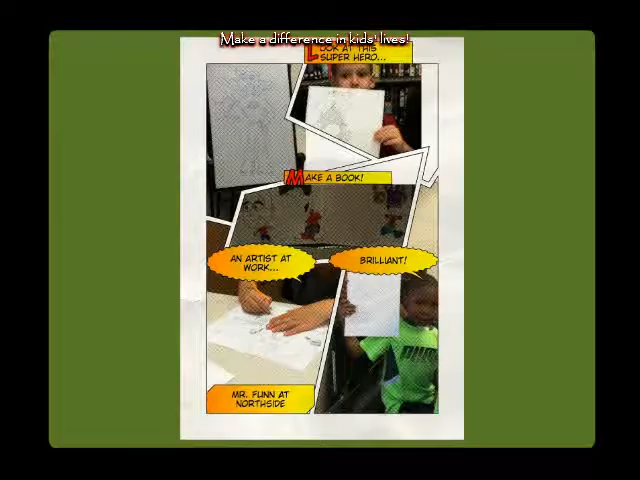 Make a difference in kids' lives!
LOOK AT THIS
SUPER HERO...
MAKE A BOOK!
AN ARTIST AT
WORK...
BRILLIANT!
MR. FUNN AT
NORTHSIDE